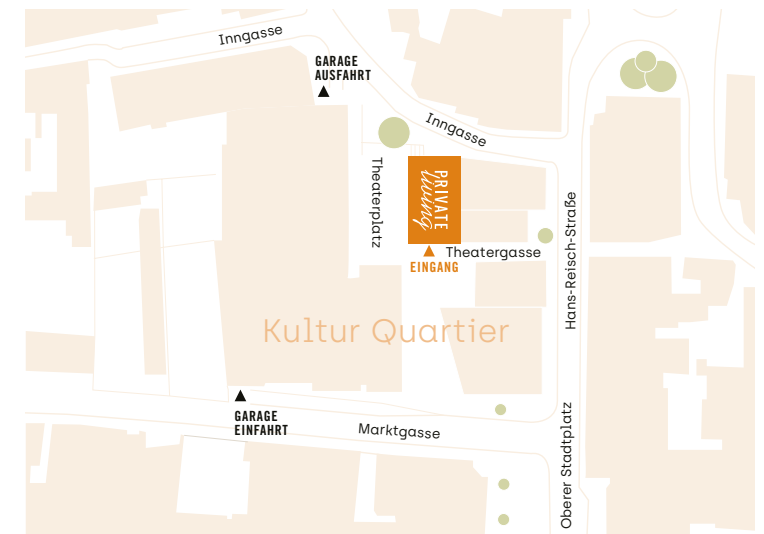 Inngasse
GARAGE
AUSFAHRT
Inngasse
Theaterplatz
PRIVATE
living
Hans-Reisch-Straße
Theatergasse
EINGANG
Kultur Quartier
GARAGE
EINFAHRT
Marktgasse
Oberer Stadtplatz